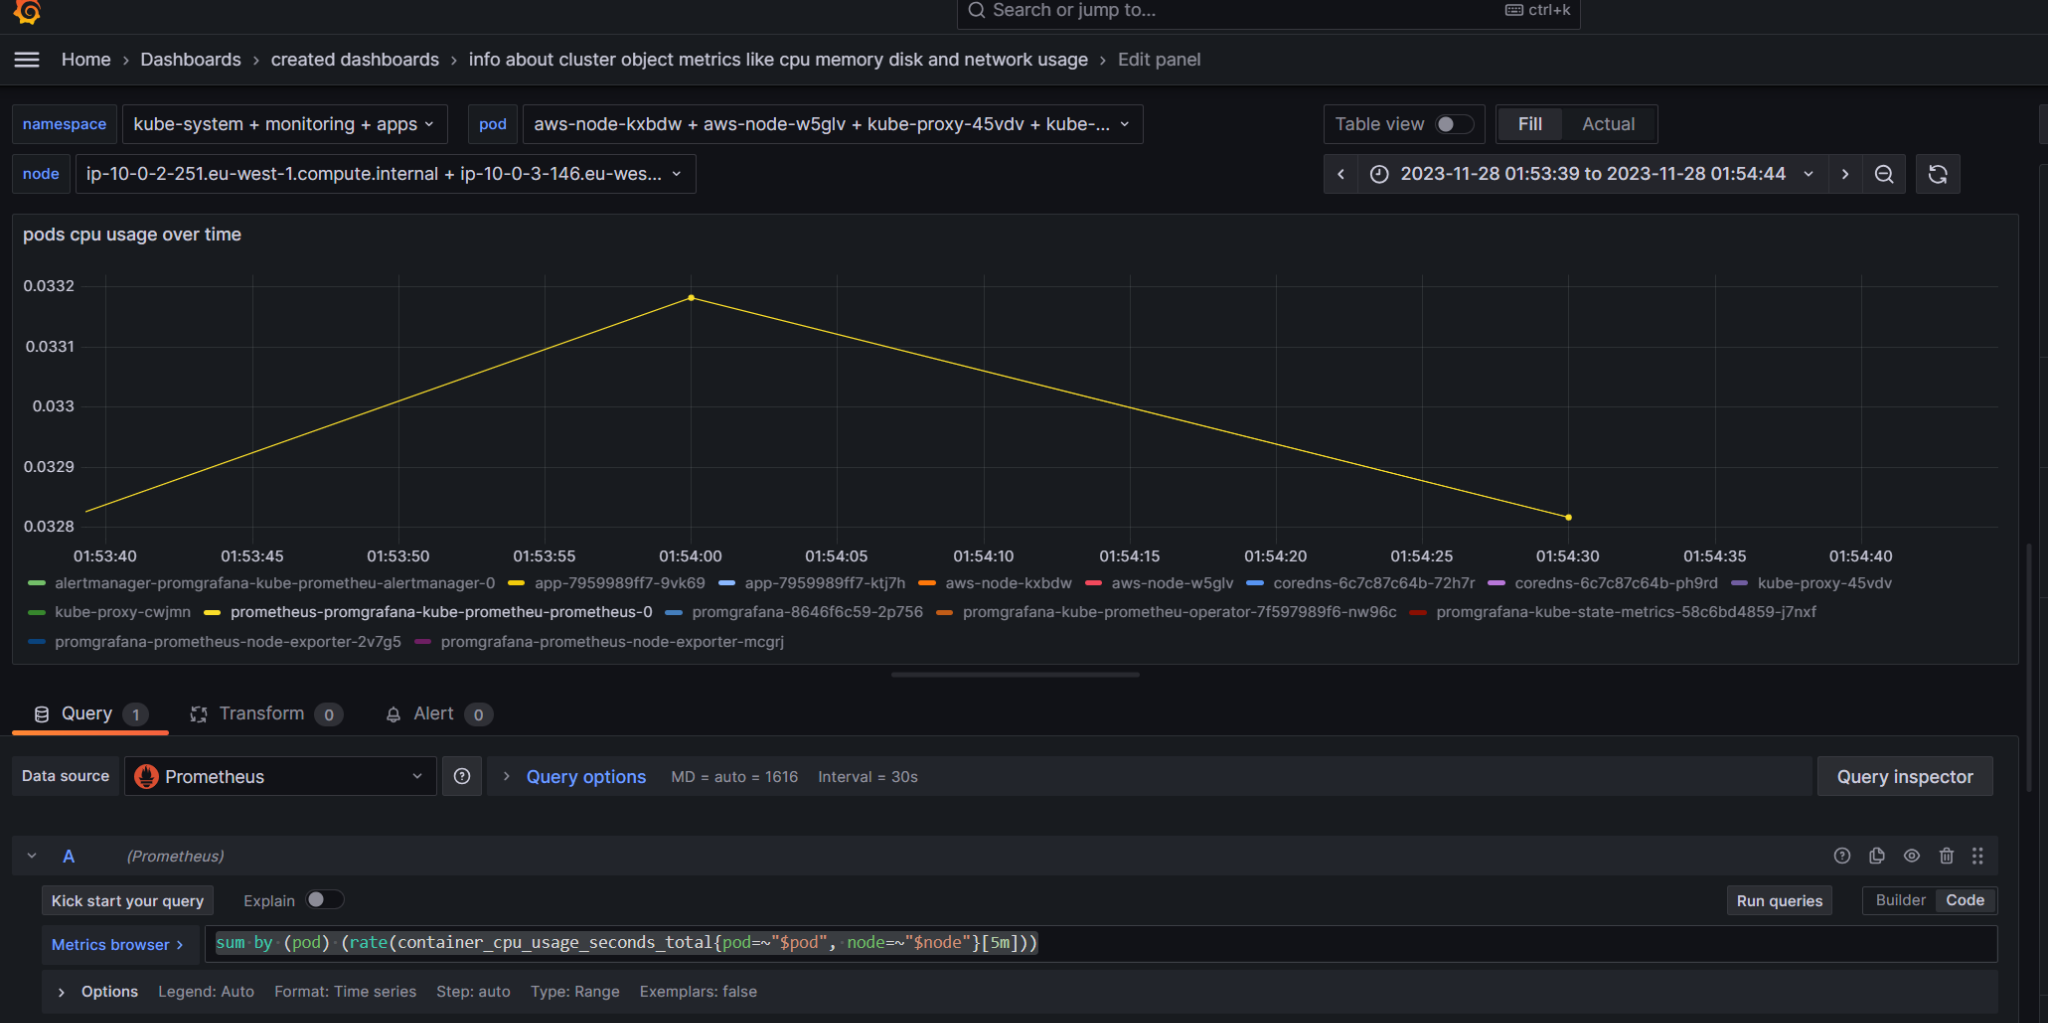 Search or jump to... ctrl+k
Home › Dashboards › created dashboards › info about cluster object metrics like cpu memory disk and network usage › Edit panel
namespace kube-system + monitoring + apps pod aws-node-kxbdw + aws-node-w5glv + kube-proxy-45vdv + kube-... Table view Fill Actual
node ip-10-0-2-251.eu-west-1.compute.internal + ip-10-0-3-146.eu-wes... 2023-11-28 01:53:39 to 2023-11-28 01:54:44
pods cpu usage over time
0.0332
0.0331
0.033
0.0329
0.0328
01:53:40 01:53:45 01:53:50 01:53:55 01:54:00 01:54:05 01:54:10 01:54:15 01:54:20 01:54:25 01:54:30 01:54:35 01:54:40
alertmanager-promgrafana-kube-prometheu-alertmanager-0 app-7959989ff7-9vk69 app-7959989ff7-ktj7h aws-node-kxbdw aws-node-w5glv coredns-6c7c87c64b-72h7r coredns-6c7c87c64b-ph9rd kube-proxy-45vdv
kube-proxy-cwjmn prometheus-promgrafana-kube-prometheu-prometheus-0 promgrafana-8646f6c59-2p756 promgrafana-kube-prometheu-operator-7f597989f6-nw96c promgrafana-kube-state-metrics-58c6bd4859-j7nxf
promgrafana-prometheus-node-exporter-2v7g5 promgrafana-prometheus-node-exporter-mcgrj
Query 1 Transform 0 Alert 0
Data source Prometheus Query options MD = auto = 1616 Interval = 30s Query inspector
A (Prometheus)
Kick start your query Explain Run queries Builder Code
Metrics browser › sum by (pod) (rate(container_cpu_usage_seconds_total{pod=~"$pod", node=~"$node"}[5m]))
› Options Legend: Auto Format: Time series Step: auto Type: Range Exemplars: false